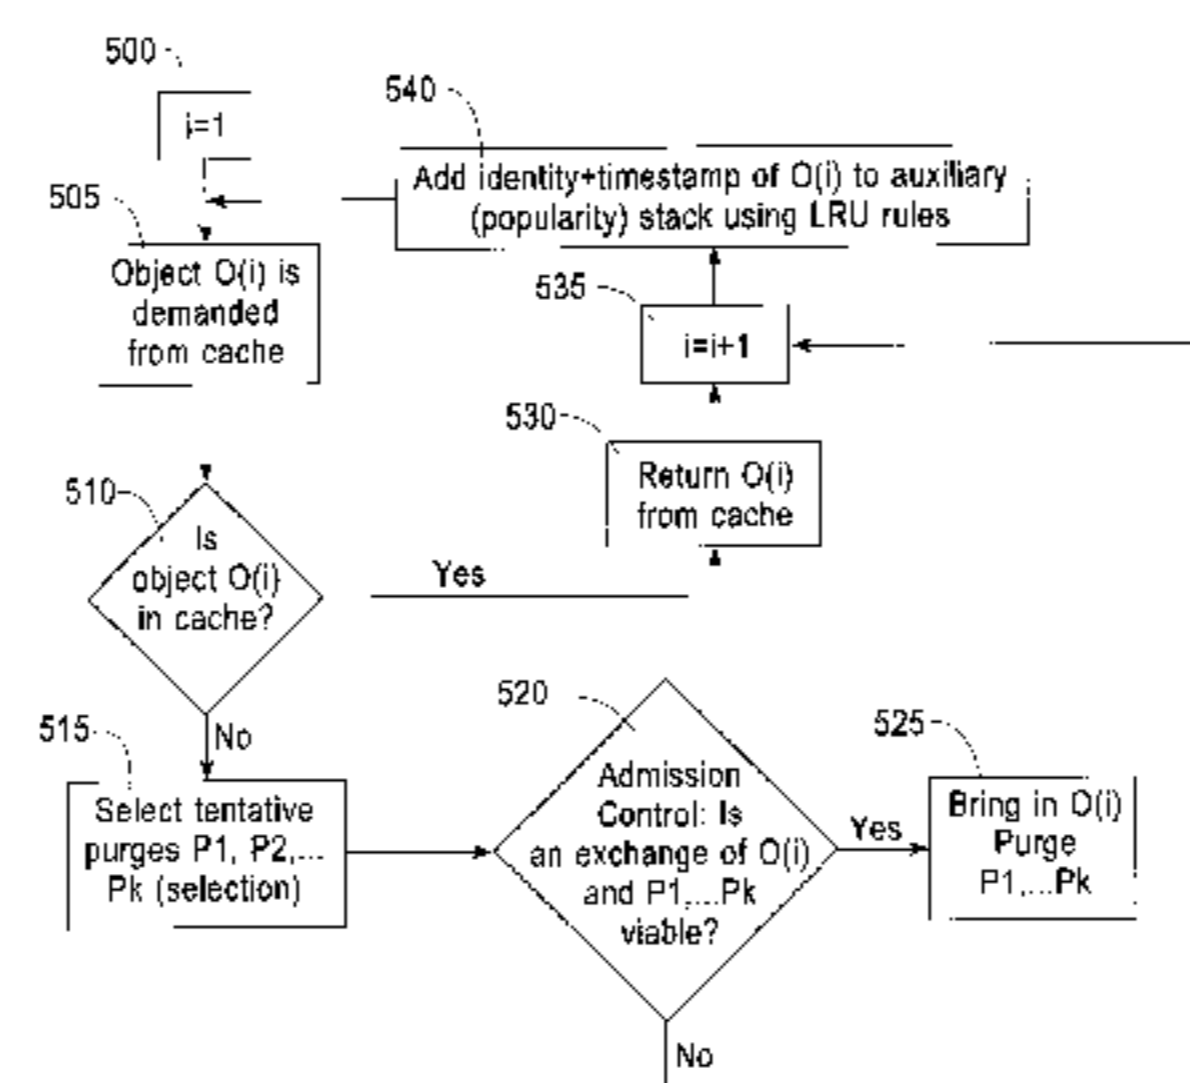 500
i=1
540
Add identity+timestamp of O(i) to auxiliary
(popularity) stack using LRU rules
505
Object O(i) is
demanded
from cache
535
i=i+1
530
Return O(i)
from cache
510
Is
object O(i)
in cache?
Yes
No
515
Select tentative
purges P1, P2,...
Pk (selection)
520
Admission
Control: Is
an exchange of O(i)
and P1,...Pk
viable?
Yes
525
Bring in O(i)
Purge
P1,...Pk
No